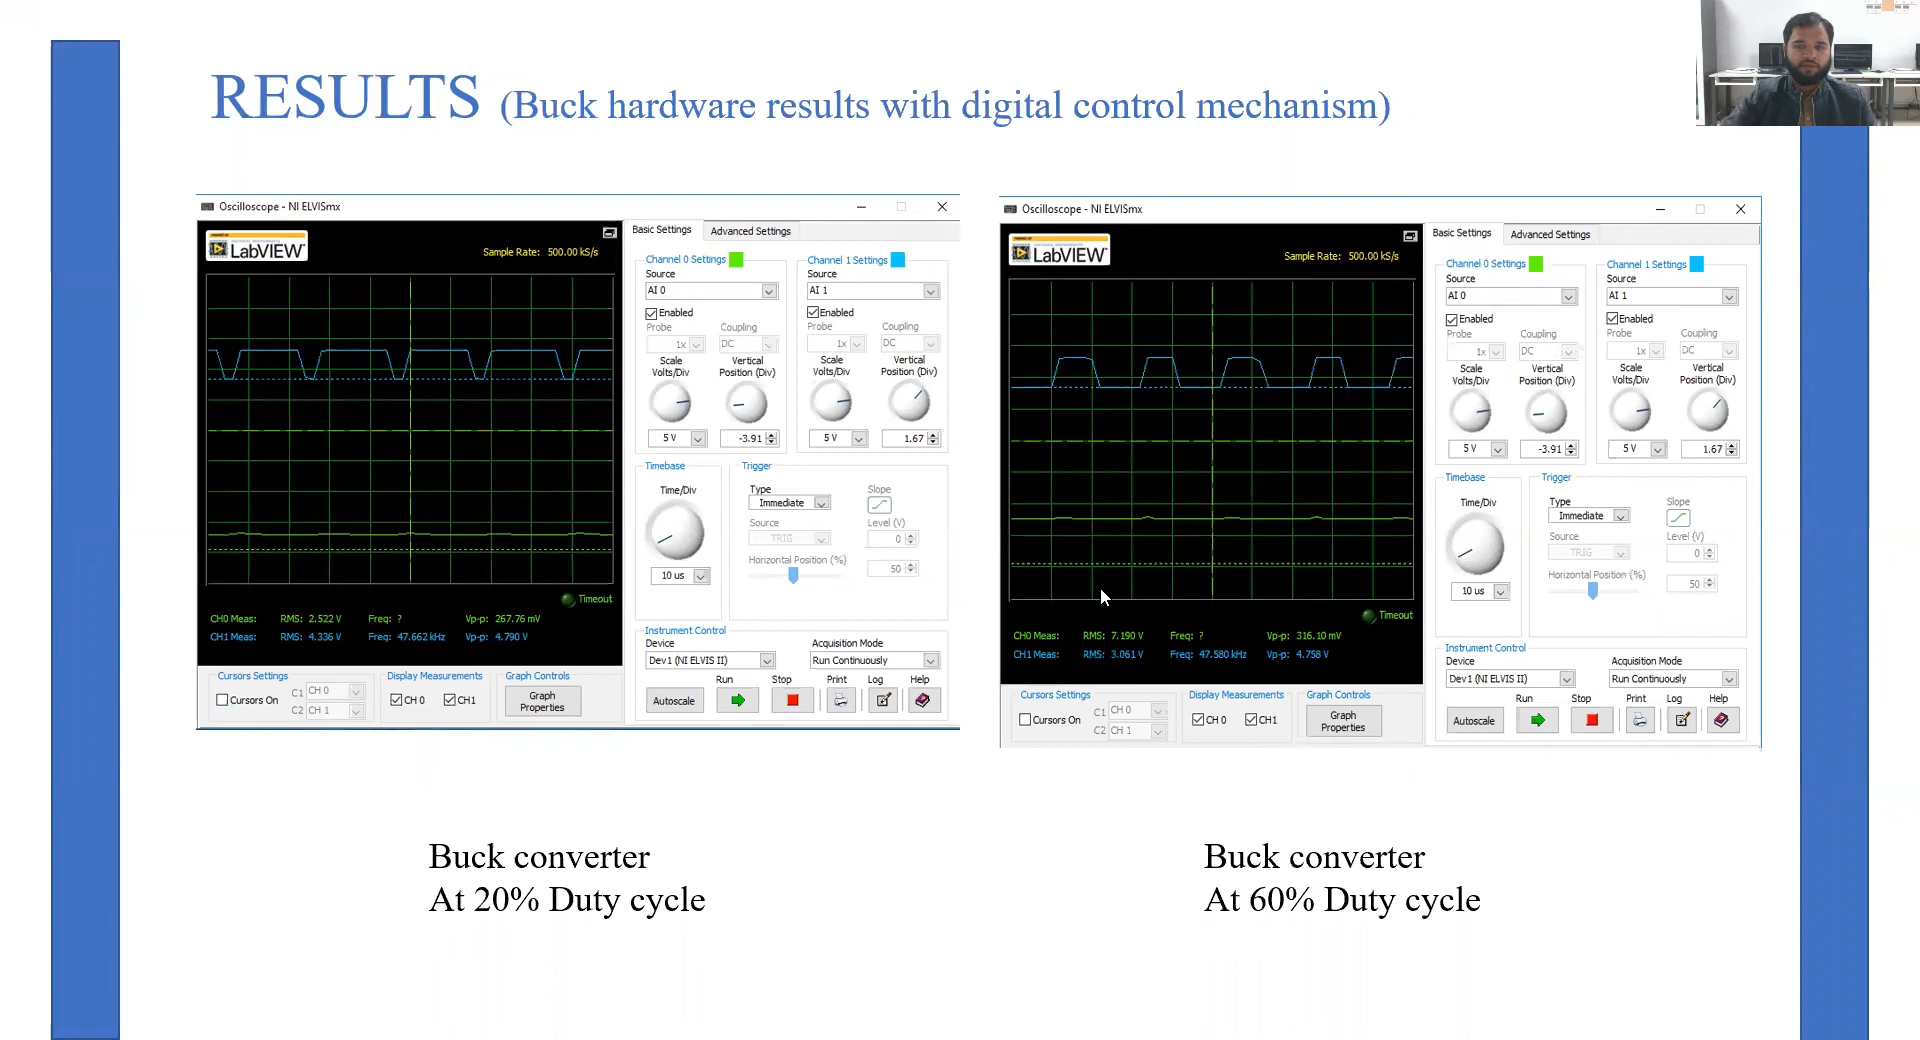 RESULTS (Buck hardware results with digital control mechanism)
Oscilloscope - NI ELVISmx
LabVIEW
Sample Rate: 500.00 kS/s
Timeout
CH0 Meas: RMS: 2.522 V Freq: ? Vp-p: 267.76 mV
CH1 Meas: RMS: 4.336 V Freq: 47.662 kHz Vp-p: 4.790 V
Cursors Settings
Cursors On
C1 CH 0
C2 CH 1
Display Measurements
CH 0 CH1
Graph Controls
Graph
Properties
Basic Settings Advanced Settings
Channel 0 Settings Channel 1 Settings
Source Source
AI 0 AI 1
Enabled Enabled
Probe Coupling Probe Coupling
1x DC 1x DC
Scale Vertical Scale Vertical
Volts/Div Position (Div) Volts/Div Position (Div)
5 V -3.91 5 V 1.67
Timebase
Time/Div
10 us
Trigger
Type Slope
Immediate
Source Level (V)
TRIG 0
Horizontal Position (%)
50
Instrument Control
Device Acquisition Mode
Dev1 (NI ELVIS II) Run Continuously
Run Stop Print Log Help
Autoscale
Oscilloscope - NI ELVISmx
LabVIEW
Sample Rate: 500.00 kS/s
Timeout
CH0 Meas: RMS: 7.190 V Freq: ? Vp-p: 316.10 mV
CH1 Meas: RMS: 3.061 V Freq: 47.580 kHz Vp-p: 4.758 V
Cursors Settings
Cursors On
C1 CH 0
C2 CH 1
Display Measurements
CH 0 CH1
Graph Controls
Graph
Properties
Basic Settings Advanced Settings
Channel 0 Settings Channel 1 Settings
Source Source
AI 0 AI 1
Enabled Enabled
Probe Coupling Probe Coupling
1x DC 1x DC
Scale Vertical Scale Vertical
Volts/Div Position (Div) Volts/Div Position (Div)
5 V -3.91 5 V 1.67
Timebase
Time/Div
10 us
Trigger
Type Slope
Immediate
Source Level (V)
TRIG 0
Horizontal Position (%)
50
Instrument Control
Device Acquisition Mode
Dev1 (NI ELVIS II) Run Continuously
Run Stop Print Log Help
Autoscale
Buck converter
At 20% Duty cycle
Buck converter
At 60% Duty cycle